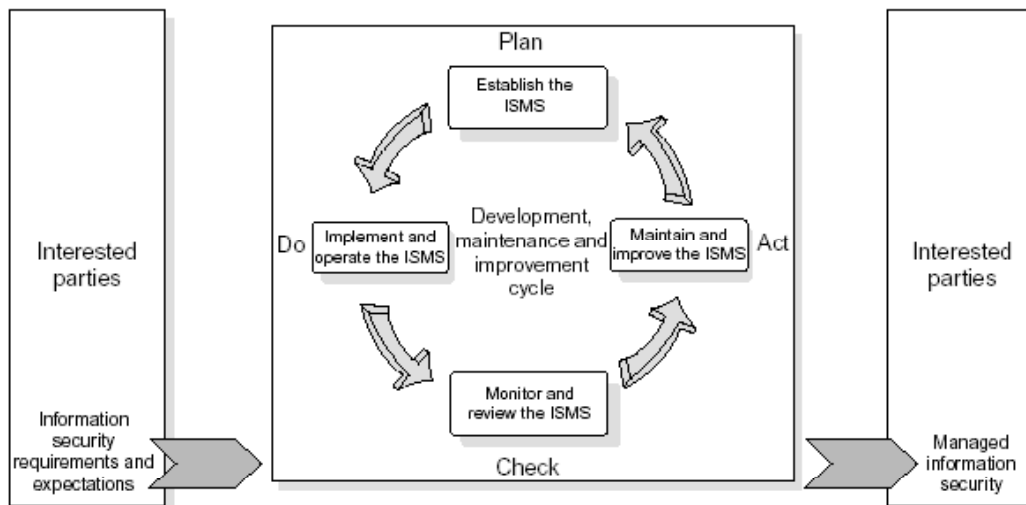 Plan
Establish the
ISMS
Interested
parties
Do
Implement and
operate the ISMS
Development,
maintenance and
improvement
cycle
Maintain and
improve the ISMS
Act
Interested
parties
Monitor and
review the ISMS
Check
Information
security
requirements and
expectations
Managed
information
security